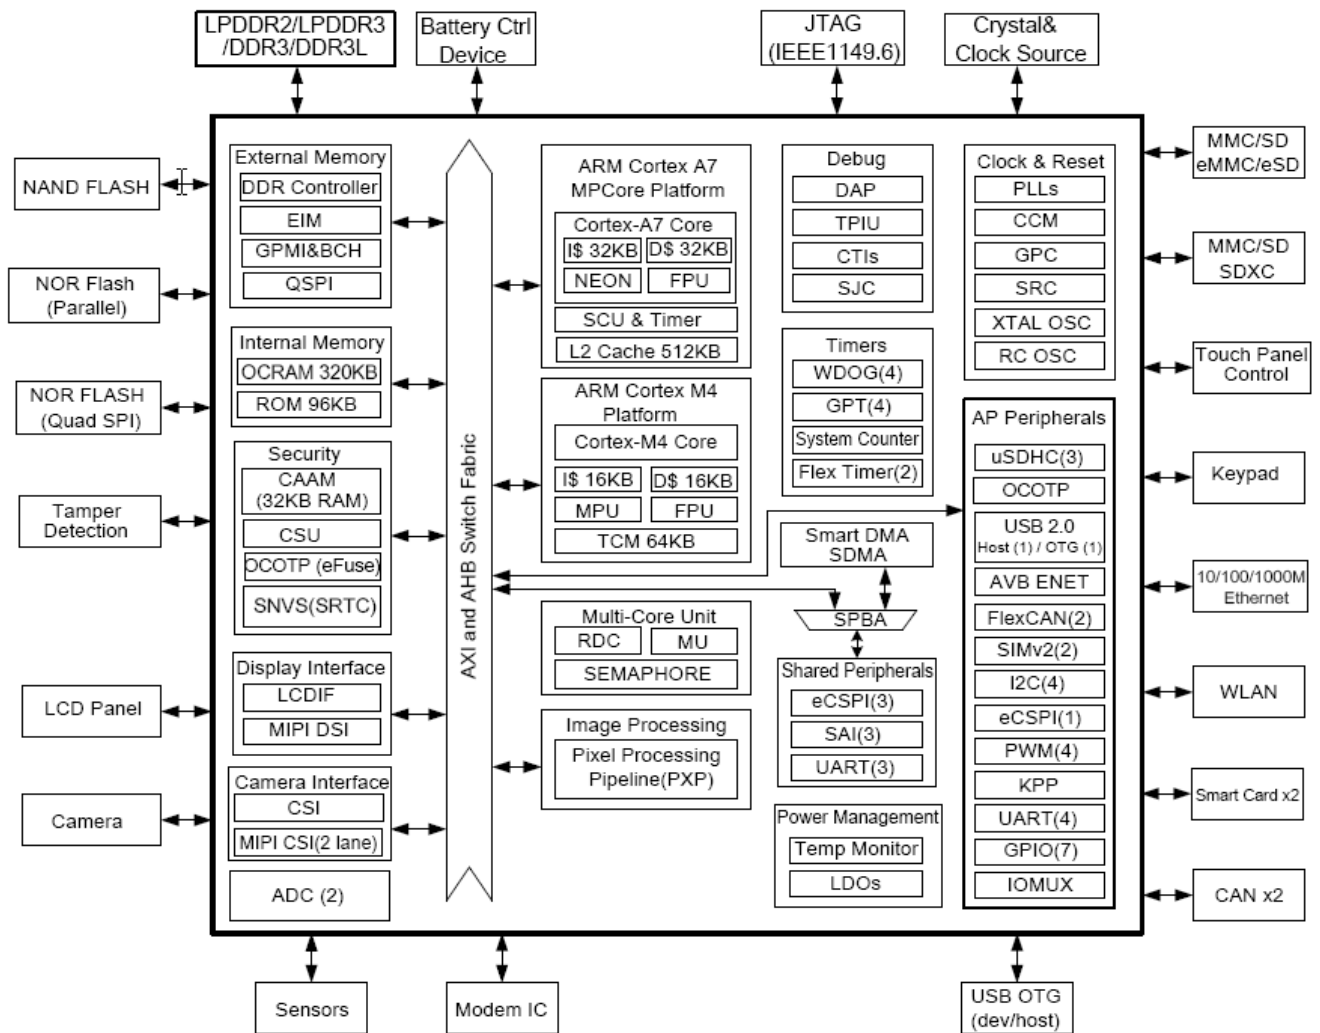 LPDDR2/LPDDR3
/DDR3/DDR3L
Battery Ctrl
Device
JTAG
(IEEE1149.6)
Crystal&
Clock Source
NAND FLASH
NOR Flash
(Parallel)
NOR FLASH
(Quad SPI)
Tamper
Detection
LCD Panel
Camera
External Memory
DDR Controller
EIM
GPMI&BCH
QSPI
Internal Memory
OCRAM 320KB
ROM 96KB
Security
CAAM
(32KB RAM)
CSU
OCOTP (eFuse)
SNVS(SRTC)
Display Interface
LCDIF
MIPI DSI
Camera Interface
CSI
MIPI CSI(2 lane)
ADC (2)
AXI and AHB Switch Fabric
ARM Cortex A7
MPCore Platform
Cortex-A7 Core
I$ 32KB
D$ 32KB
NEON
FPU
SCU & Timer
L2 Cache 512KB
ARM Cortex M4
Platform
Cortex-M4 Core
I$ 16KB
D$ 16KB
MPU
FPU
TCM 64KB
Multi-Core Unit
RDC
MU
SEMAPHORE
Image Processing
Pixel Processing
Pipeline(PXP)
Debug
DAP
TPIU
CTIs
SJC
Timers
WDOG(4)
GPT(4)
System Counter
Flex Timer(2)
Smart DMA
SDMA
SPBA
Shared Peripherals
eCSPI(3)
SAI(3)
UART(3)
Power Management
Temp Monitor
LDOs
Clock & Reset
PLLs
CCM
GPC
SRC
XTAL OSC
RC OSC
AP Peripherals
uSDHC(3)
OCOTP
USB 2.0
Host (1) / OTG (1)
AVB ENET
FlexCAN(2)
SIMv2(2)
I2C(4)
eCSPI(1)
PWM(4)
KPP
UART(4)
GPIO(7)
IOMUX
MMC/SD
eMMC/eSD
MMC/SD
SDXC
Touch Panel
Control
Keypad
10/100/1000M
Ethernet
WLAN
Smart Card x2
CAN x2
Sensors
Modem IC
USB OTG
(dev/host)